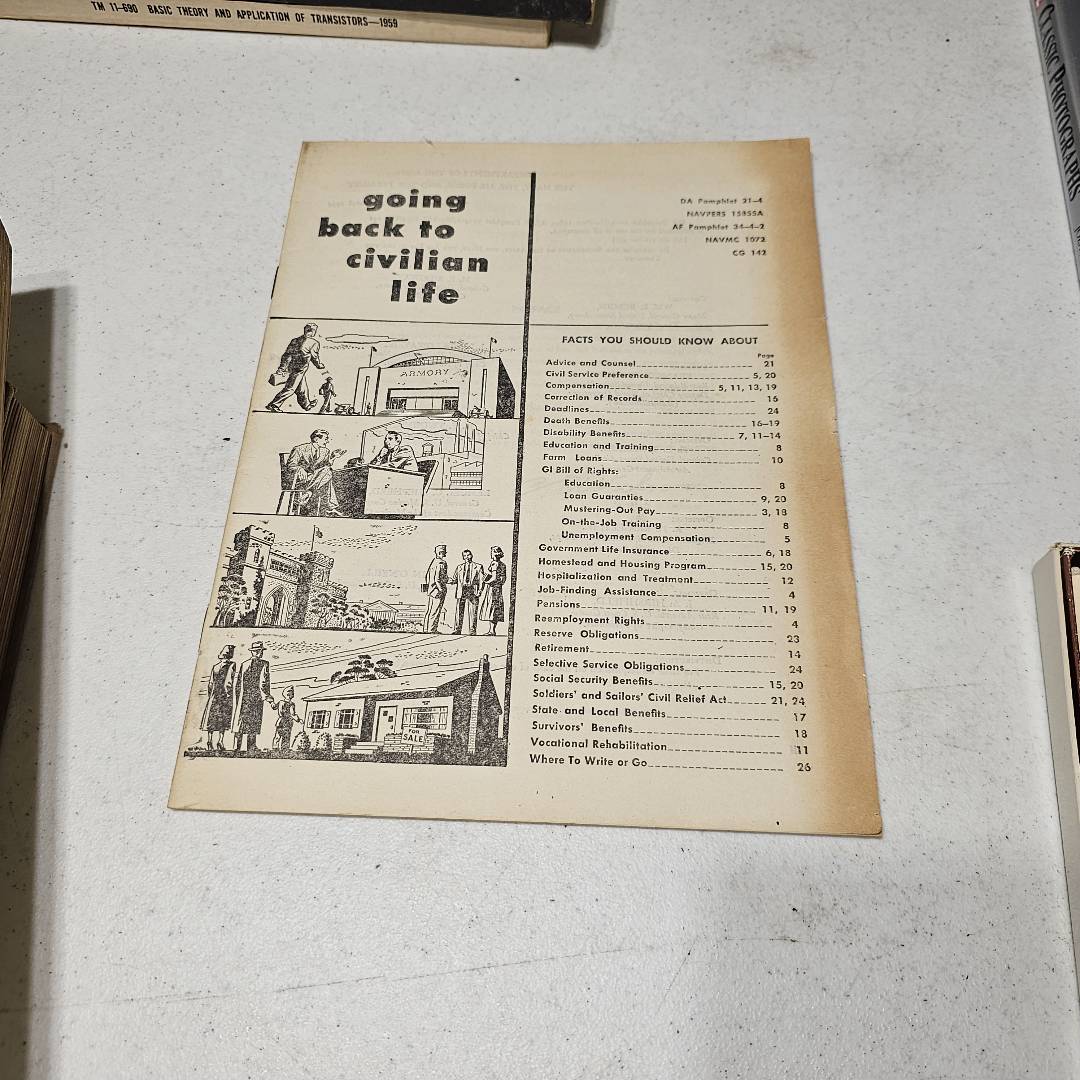 TM 11-690 BASIC THEORY AND APPLICATION OF TRANSISTORS—1959
CLASSIC PHOTOGRAPHS
going
back to
civilian
life
DA Pamphlet 21-4
NAVPERS 15855A
AF Pamphlet 34-4-2
NAVMC 1072
CG 142
ARMORY
FOR
SALE
FACTS YOU SHOULD KNOW ABOUT
Page
Advice and Counsel 21
Civil Service Preference 5, 20
Compensation 5, 11, 13, 19
Correction of Records 16
Deadlines 24
Death Benefits 16-19
Disability Benefits 7, 11-14
Education and Training 8
Farm Loans 10
GI Bill of Rights:
Education 8
Loan Guaranties 9, 20
Mustering-Out Pay 3, 18
On-the-Job Training 8
Unemployment Compensation 5
Government Life Insurance 6, 18
Homestead and Housing Program 15, 20
Hospitalization and Treatment 12
Job-Finding Assistance 4
Pensions 11, 19
Reemployment Rights 4
Reserve Obligations 23
Retirement 14
Selective Service Obligations 24
Social Security Benefits 15, 20
Soldiers' and Sailors' Civil Relief Act 21, 24
State and Local Benefits 17
Survivors' Benefits 18
Vocational Rehabilitation 11
Where To Write or Go 26